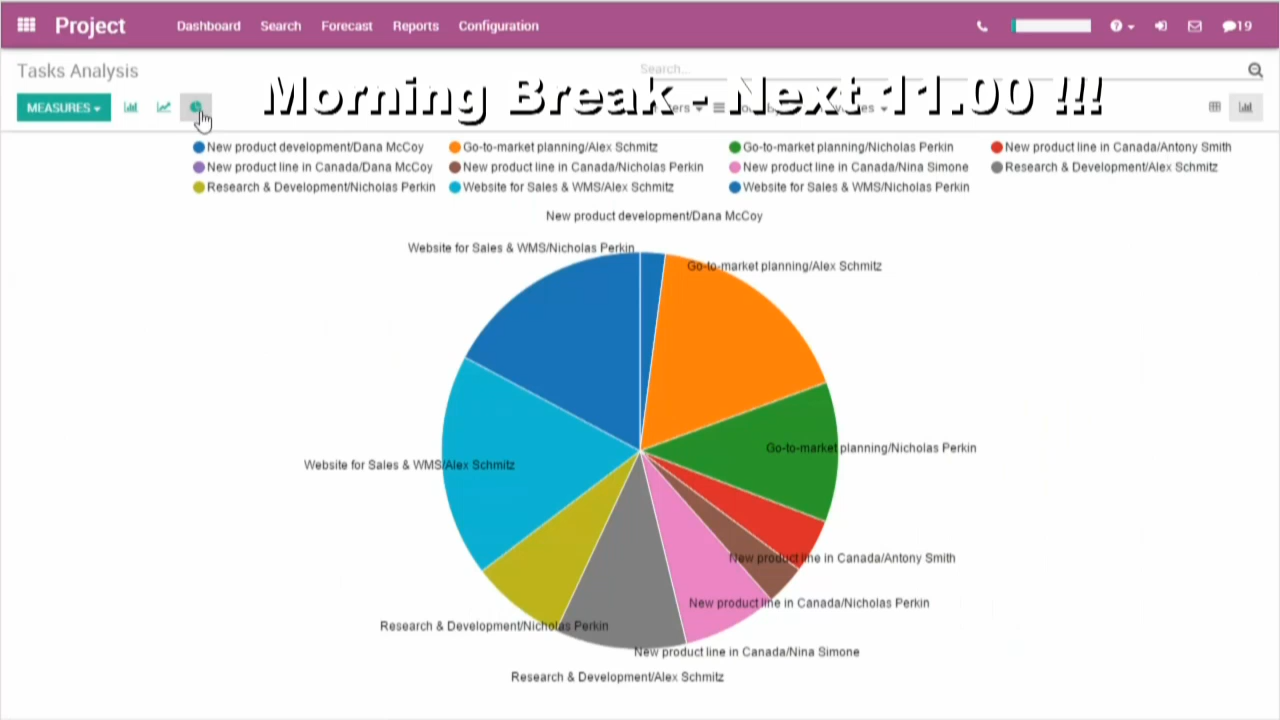 Project Dashboard Search Forecast Reports Configuration 19
Tasks Analysis Search...
MEASURES
Morning Break - Next 11.00 !!!
New product development/Dana McCoy Go-to-market planning/Alex Schmitz Go-to-market planning/Nicholas Perkin New product line in Canada/Antony Smith
New product line in Canada/Dana McCoy New product line in Canada/Nicholas Perkin New product line in Canada/Nina Simone Research & Development/Alex Schmitz
Research & Development/Nicholas Perkin Website for Sales & WMS/Alex Schmitz Website for Sales & WMS/Nicholas Perkin
New product development/Dana McCoy
Website for Sales & WMS/Nicholas Perkin
Go-to-market planning/Alex Schmitz
Go-to-market planning/Nicholas Perkin
Website for Sales & WMS/Alex Schmitz
New product line in Canada/Antony Smith
New product line in Canada/Nicholas Perkin
Research & Development/Nicholas Perkin
New product line in Canada/Nina Simone
Research & Development/Alex Schmitz